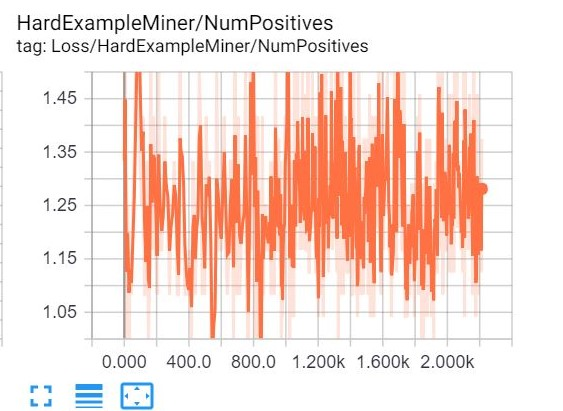 HardExampleMiner/NumPositives
tag: Loss/HardExampleMiner/NumPositives
1.45
1.35
1.25
1.15
1.05
0.000 400.0 800.0 1.200k 1.600k 2.000k